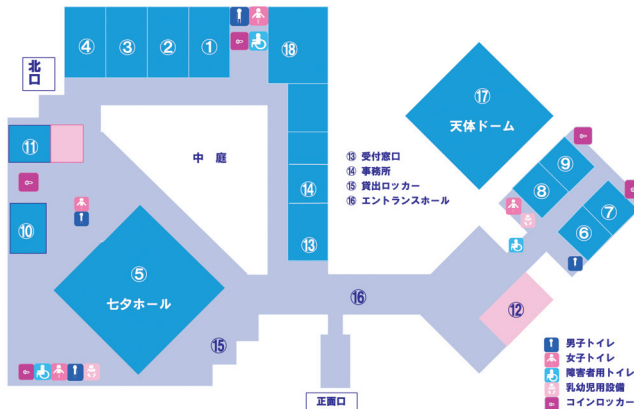 ④
③
②
①
⑱
北口
⑰
天体ドーム
⑪
中 庭
⑬ 受付窓口
⑭ 事務所
⑮ 貸出ロッカー
⑯ エントランスホール
⑨
⑧
⑦
⑥
⑭
⑩
⑬
⑤
七夕ホール
⑯
⑫
⑮
正面口
男子トイレ
女子トイレ
障害者用トイレ
乳幼児用設備
コインロッカー